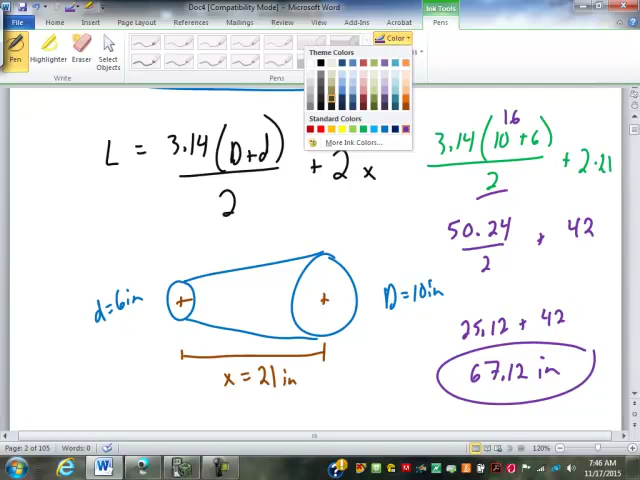 Doc4 [Compatibility Mode] - Microsoft Word
Ink Tools
File Home Insert Page Layout References Mailings Review View Acrobat Pens
Pen Highlighter Eraser Select Objects
Color
Write
Pens
Theme Colors
Standard Colors
More Ink Colors...
L = 3.14 (D+d) / 2 + 2x
16
3.14 (10 + 6) / 2 + 2·21
50.24 / 2 + 42
d=6in
D=10in
25.12 + 42
67.12 in
x = 21 in
Page: 2 of 105 Words: 0
120%
7:46 AM
11/17/2015